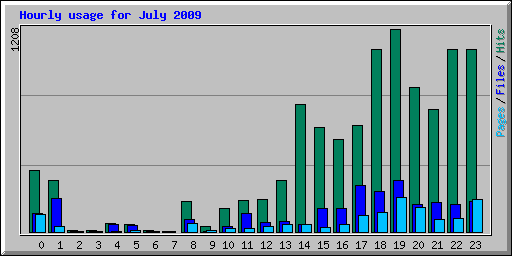 Hourly usage for July 2009
1208
Pages/Files/Hits
0 1 2 3 4 5 6 7 8 9 10 11 12 13 14 15 16 17 18 19 20 21 22 23